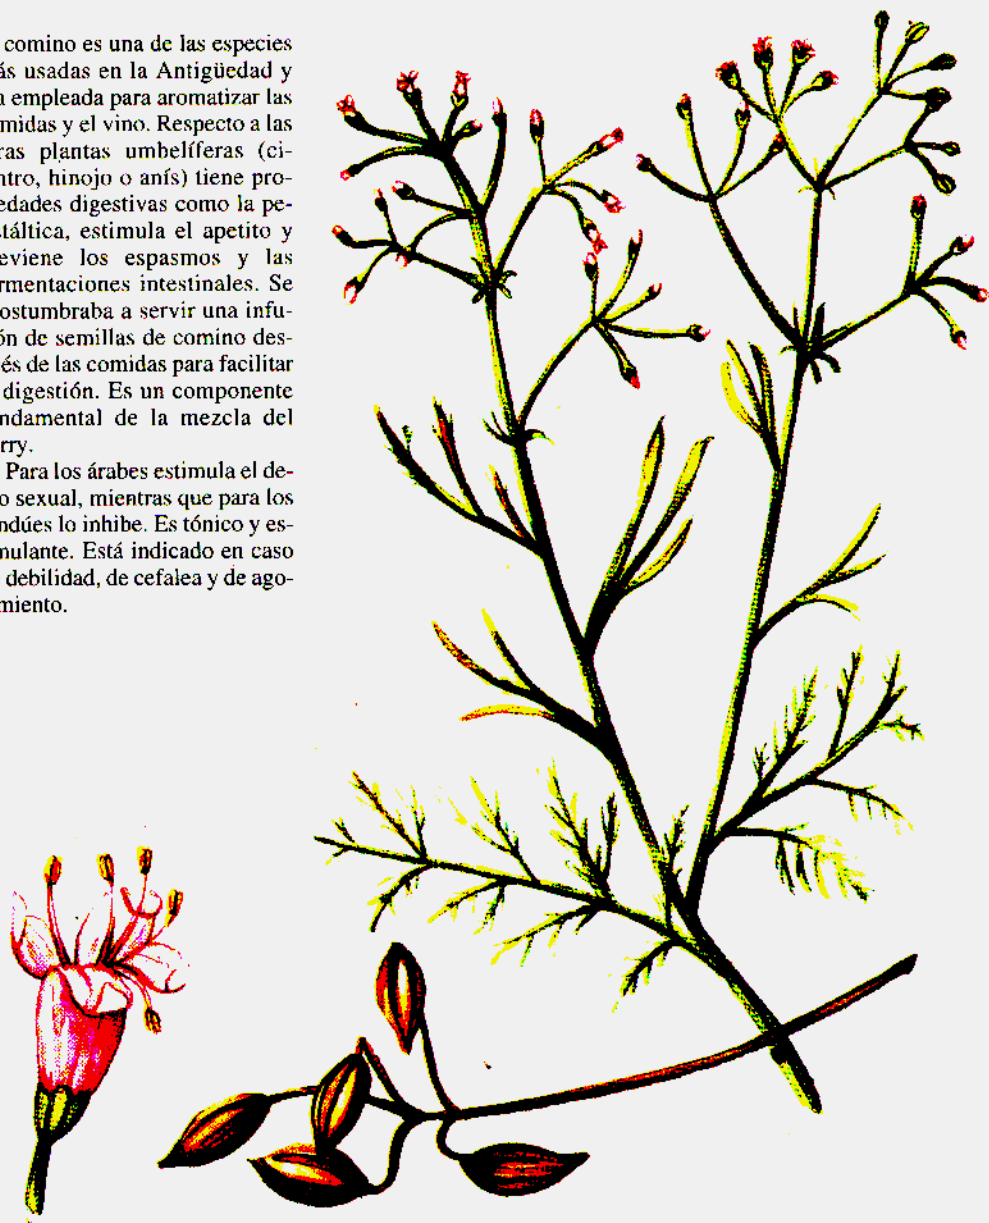 comino es una de las especies
ás usadas en la Antigüedad y
a empleada para aromatizar las
midas y el vino. Respecto a las
ras plantas umbelíferas (ci-
ntro, hinojo o anís) tiene pro-
edades digestivas como la pe-
stáltica, estimula el apetito y
eviene los espasmos y las
rmentaciones intestinales. Se
ostumbraba a servir una infu-
ón de semillas de comino des-
és de las comidas para facilitar
digestión. Es un componente
ndamental de la mezcla del
rry.
Para los árabes estimula el de-
o sexual, mientras que para los
ndúes lo inhibe. Es tónico y es-
mulante. Está indicado en caso
debilidad, de cefalea y de ago-
miento.